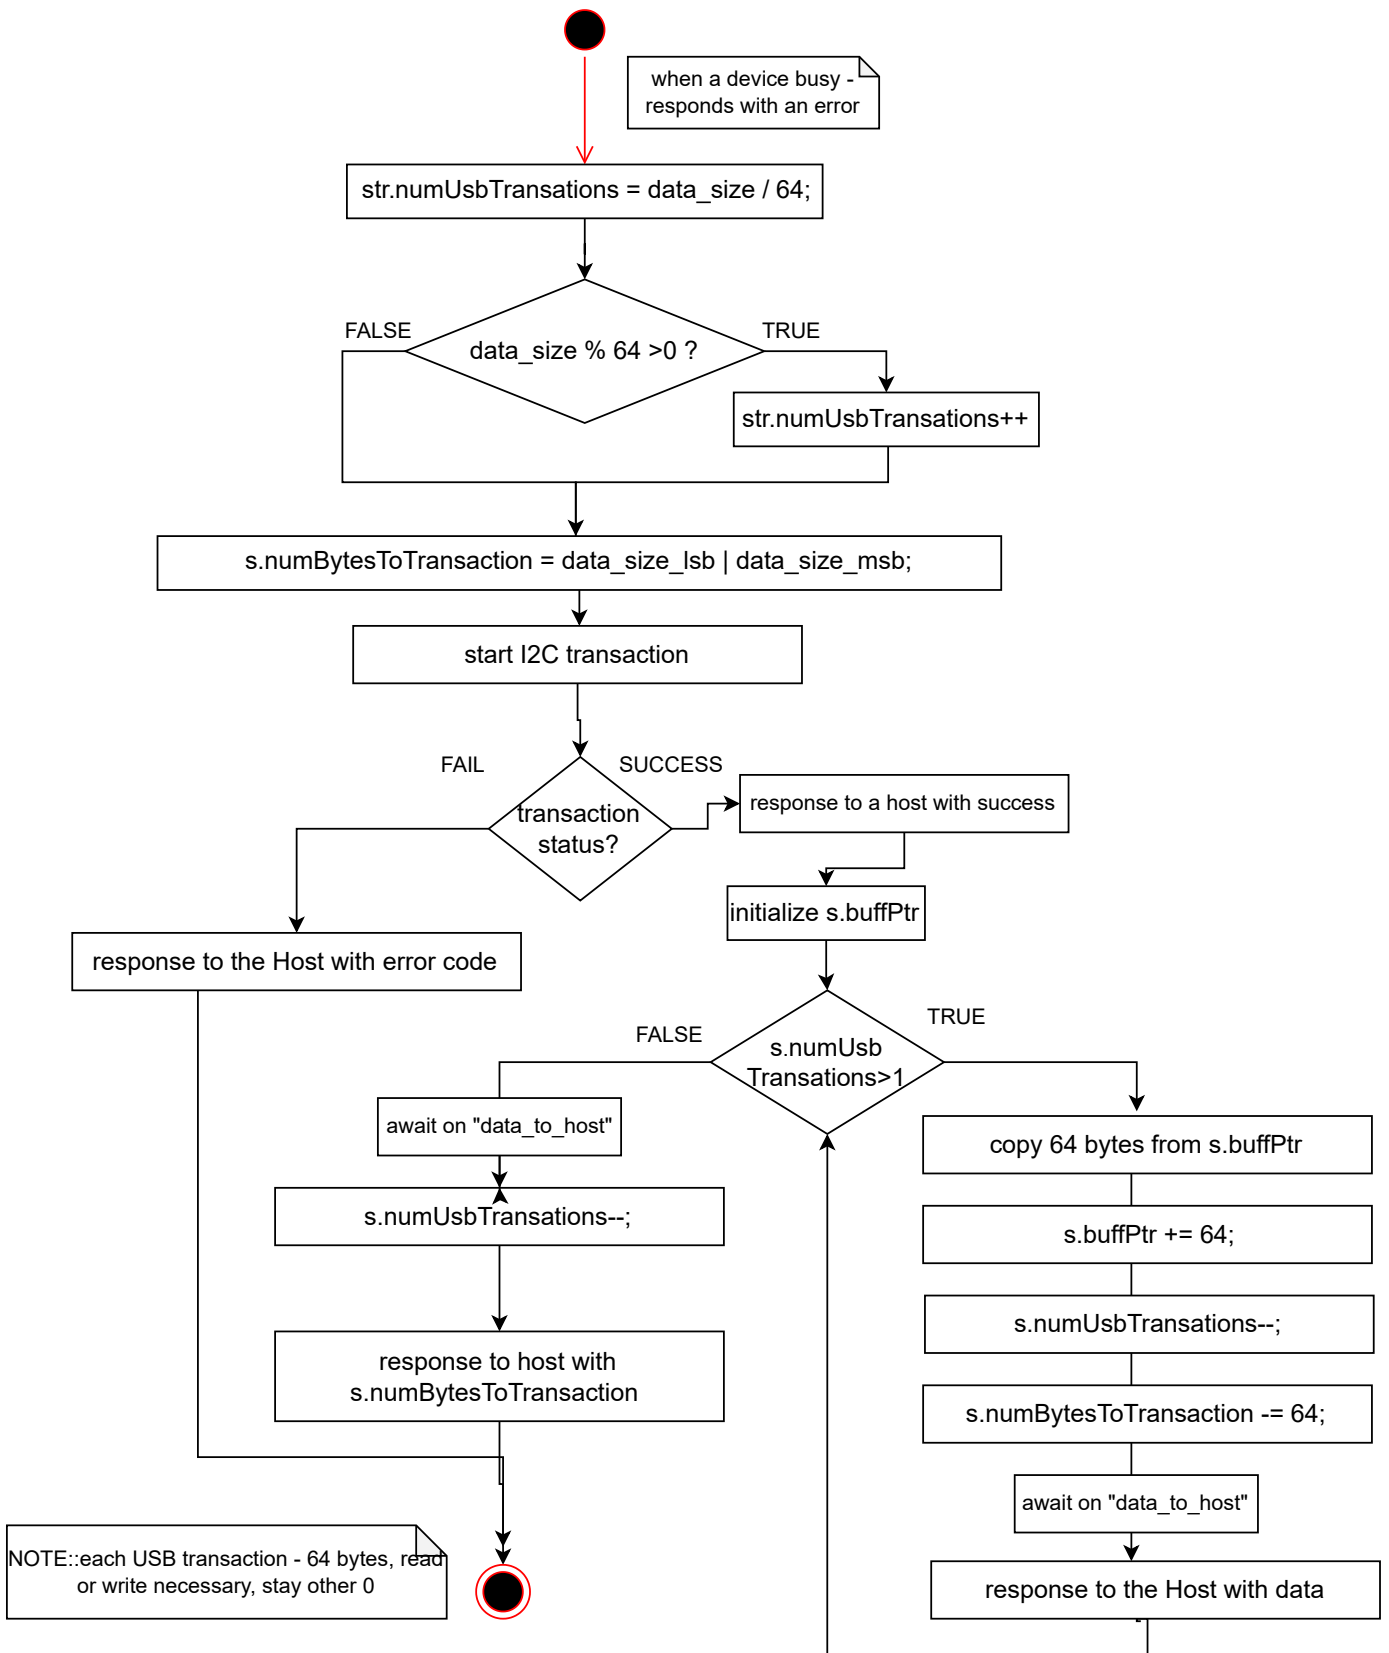 when a device busy -
responds with an error
str.numUsbTransations = data_size / 64;
FALSE
TRUE
data_size % 64 >0 ?
str.numUsbTransations++
s.numBytesToTransaction = data_size_lsb | data_size_msb;
start I2C transaction
FAIL
SUCCESS
transaction
status?
response to a host with success
initialize s.buffPtr
response to the Host with error code
FALSE
TRUE
s.numUsb
Transations>1
await on "data_to_host"
copy 64 bytes from s.buffPtr
s.numUsbTransations--;
s.buffPtr += 64;
s.numUsbTransations--;
response to host with
s.numBytesToTransaction
s.numBytesToTransaction -= 64;
await on "data_to_host"
NOTE::each USB transaction - 64 bytes, read
or write necessary, stay other 0
response to the Host with data